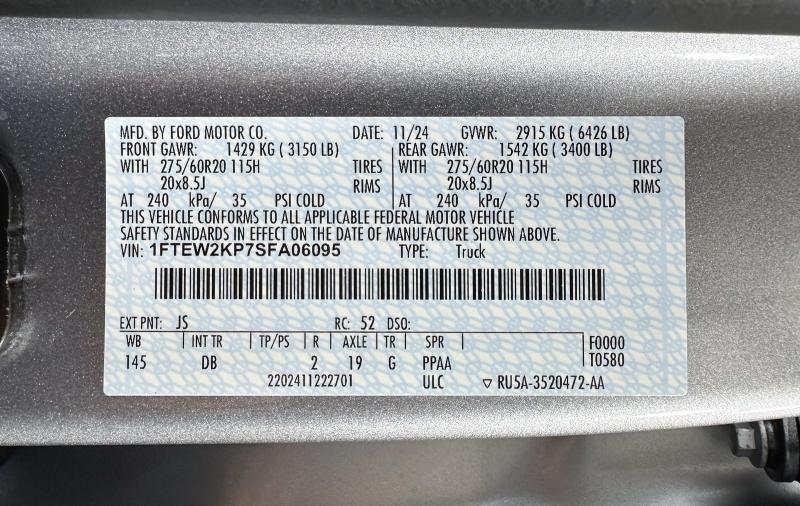 MFD. BY FORD MOTOR CO. DATE: 11/24 GVWR: 2915 KG ( 6426 LB)
FRONT GAWR: 1429 KG ( 3150 LB) REAR GAWR: 1542 KG ( 3400 LB)
WITH 275/60R20 115H TIRES WITH 275/60R20 115H TIRES
20x8.5J RIMS 20x8.5J RIMS
AT 240 kPa/ 35 PSI COLD AT 240 kPa/ 35 PSI COLD
THIS VEHICLE CONFORMS TO ALL APPLICABLE FEDERAL MOTOR VEHICLE
SAFETY STANDARDS IN EFFECT ON THE DATE OF MANUFACTURE SHOWN ABOVE.
VIN: 1FTEW2KP7SFA06095 TYPE: Truck
EXT PNT: JS RC: 52 DSO:
WB INT TR TP/PS R AXLE TR SPR F0000
145 DB 2 19 G PPAA T0580
2202411222701 ULC ▽ RU5A-3520472-AA